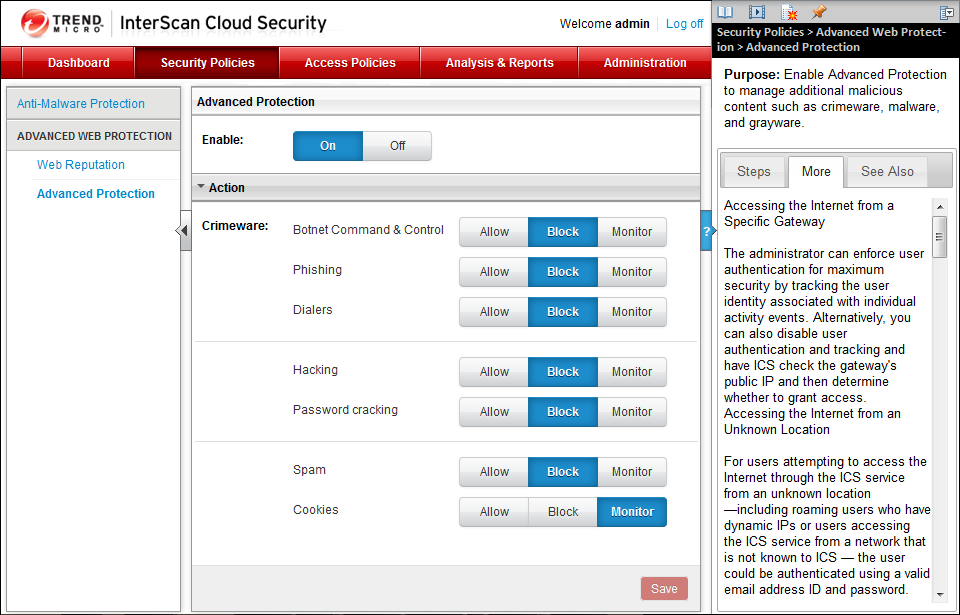 TREND MICRO InterScan Cloud Security
Welcome admin Log off
Dashboard Security Policies Access Policies Analysis & Reports Administration
Anti-Malware Protection
ADVANCED WEB PROTECTION
Web Reputation
Advanced Protection
Advanced Protection
Enable: On Off
Action
Crimeware: Botnet Command & Control Allow Block Monitor
Phishing Allow Block Monitor
Dialers Allow Block Monitor
Hacking Allow Block Monitor
Password cracking Allow Block Monitor
Spam Allow Block Monitor
Cookies Allow Block Monitor
Save
?
Security Policies > Advanced Web Protect-
ion > Advanced Protection
Purpose: Enable Advanced Protection
to manage additional malicious
content such as crimeware, malware,
and grayware.
Steps More See Also
Accessing the Internet from a
Specific Gateway
The administrator can enforce user
authentication for maximum
security by tracking the user
identity associated with individual
activity events. Alternatively, you
can also disable user
authentication and tracking and
have ICS check the gateway's
public IP and then determine
whether to grant access.
Accessing the Internet from an
Unknown Location
For users attempting to access the
Internet through the ICS service
from an unknown location
—including roaming users who have
dynamic IPs or users accessing
the ICS service from a network that
is not known to ICS — the user
could be authenticated using a valid
email address ID and password.